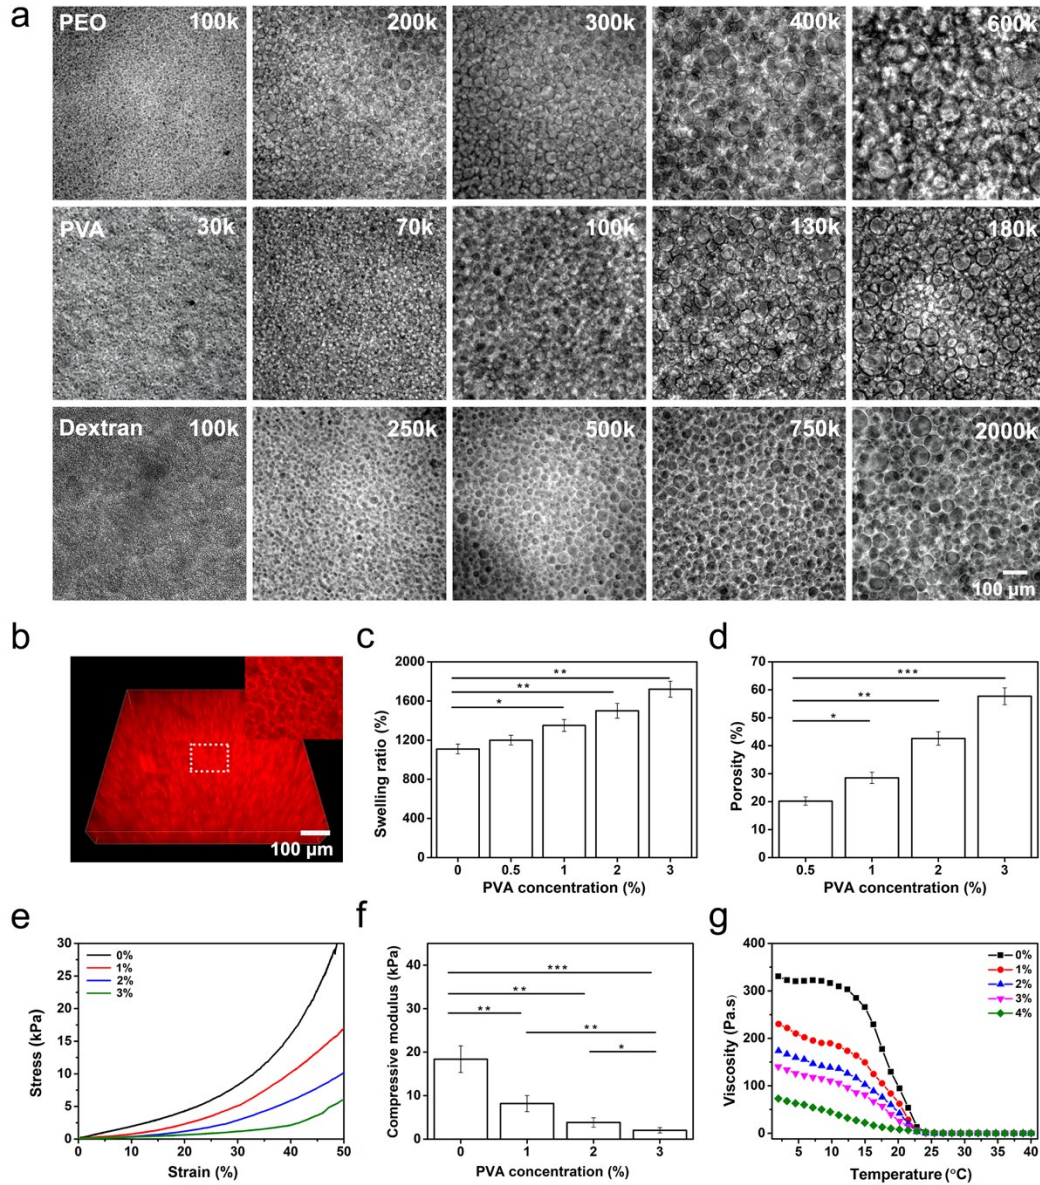 a
PEO 100k 200k 300k 400k 600k
PVA 30k 70k 100k 130k 180k
Dextran 100k 250k 500k 750k 2000k
100 µm
b
100 µm
c
2000
1600
1200
800
400
0
Swelling ratio (%)
* ** **
0 0.5 1 2 3
PVA concentration (%)
d
70
60
50
40
30
20
10
0
Porosity (%)
* ** ***
0.5 1 2 3
PVA concentration (%)
e
30
25
20
15
10
5
0
Stress (kPa)
0%
1%
2%
3%
0 10 20 30 40 50
Strain (%)
f
40
30
20
10
0
Compressive modulus (kPa)
***
**
** **
*
0 1 2 3
PVA concentration (%)
g
400
300
200
100
0
Viscosity (Pa.s)
0%
1%
2%
3%
4%
5 10 15 20 25 30 35 40
Temperature (°C)